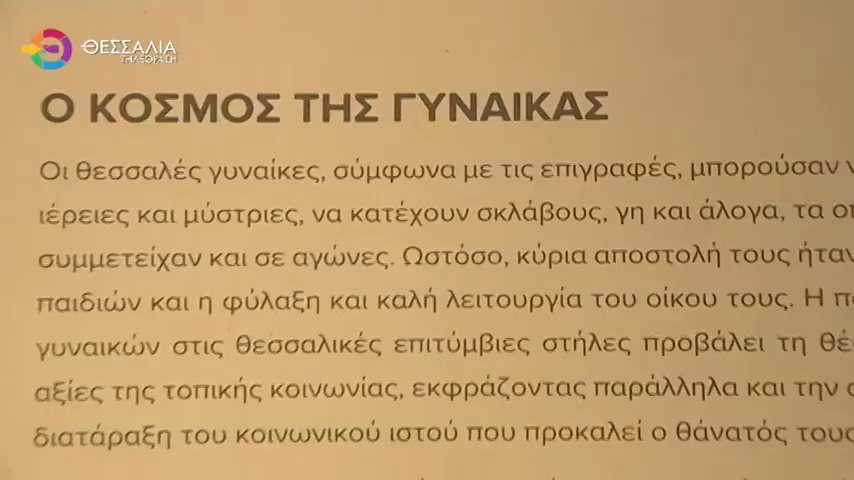 ΘΕΣΣΑΛΙΑ
ΤΗΛΕΟΡΑΣΗ
Ο ΚΟΣΜΟΣ ΤΗΣ ΓΥΝΑΙΚΑΣ
Οι θεσσαλές γυναίκες, σύμφωνα με τις επιγραφές, μπορούσαν
ιέρειες και μύστριες, να κατέχουν σκλάβους, γη και άλογα, τα
συμμετείχαν και σε αγώνες. Ωστόσο, κύρια αποστολή τους ήταν
παιδιών και η φύλαξη και καλή λειτουργία του οίκου τους. Η
γυναικών στις θεσσαλικές επιτύμβιες στήλες προβάλει τη
αξίες της τοπικής κοινωνίας, εκφράζοντας παράλληλα και την
διατάραξη του κοινωνικού ιστού που προκαλεί ο θάνατός τους